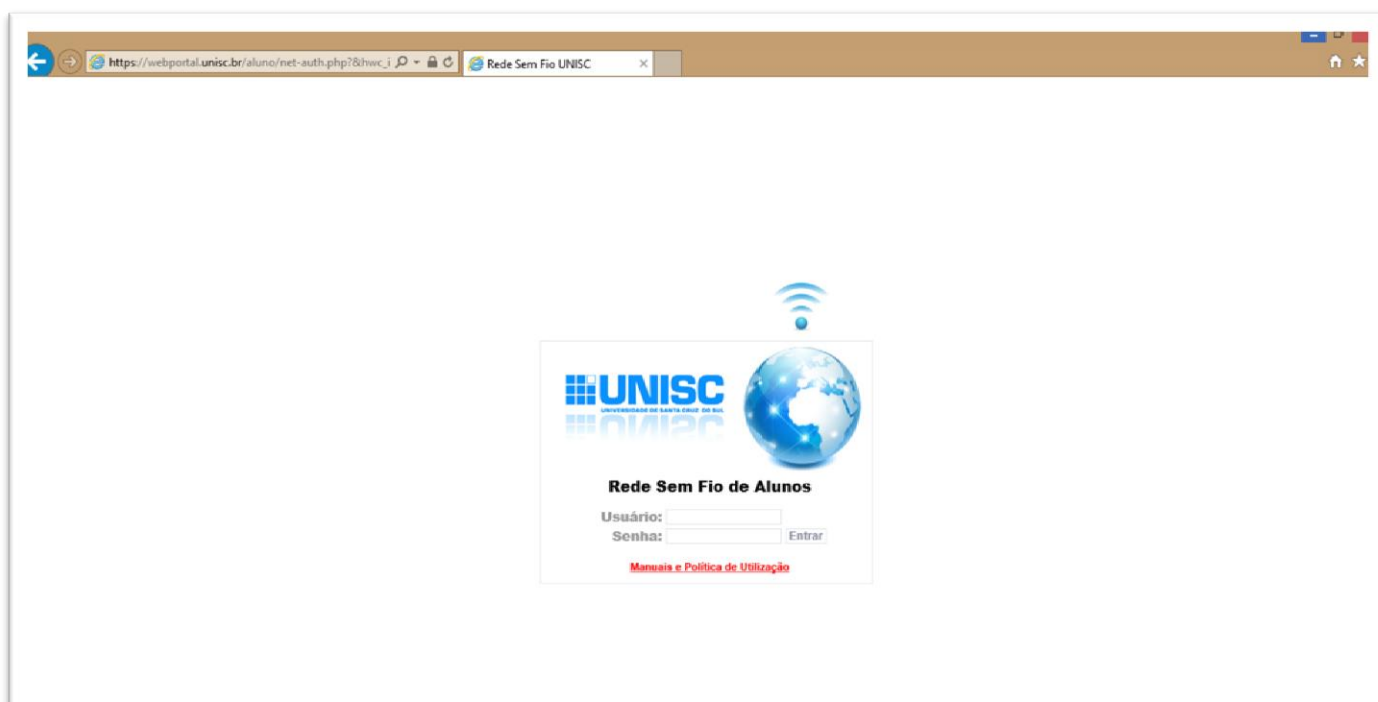 https://webportal.unisc.br/aluno/net-auth.php?&hwc_i
Rede Sem Fio UNISC
UNISC
UNIVERSIDADE DE SANTA CRUZ DO SUL
Rede Sem Fio de Alunos
Usuário:
Senha: Entrar
Manuais e Política de Utilização